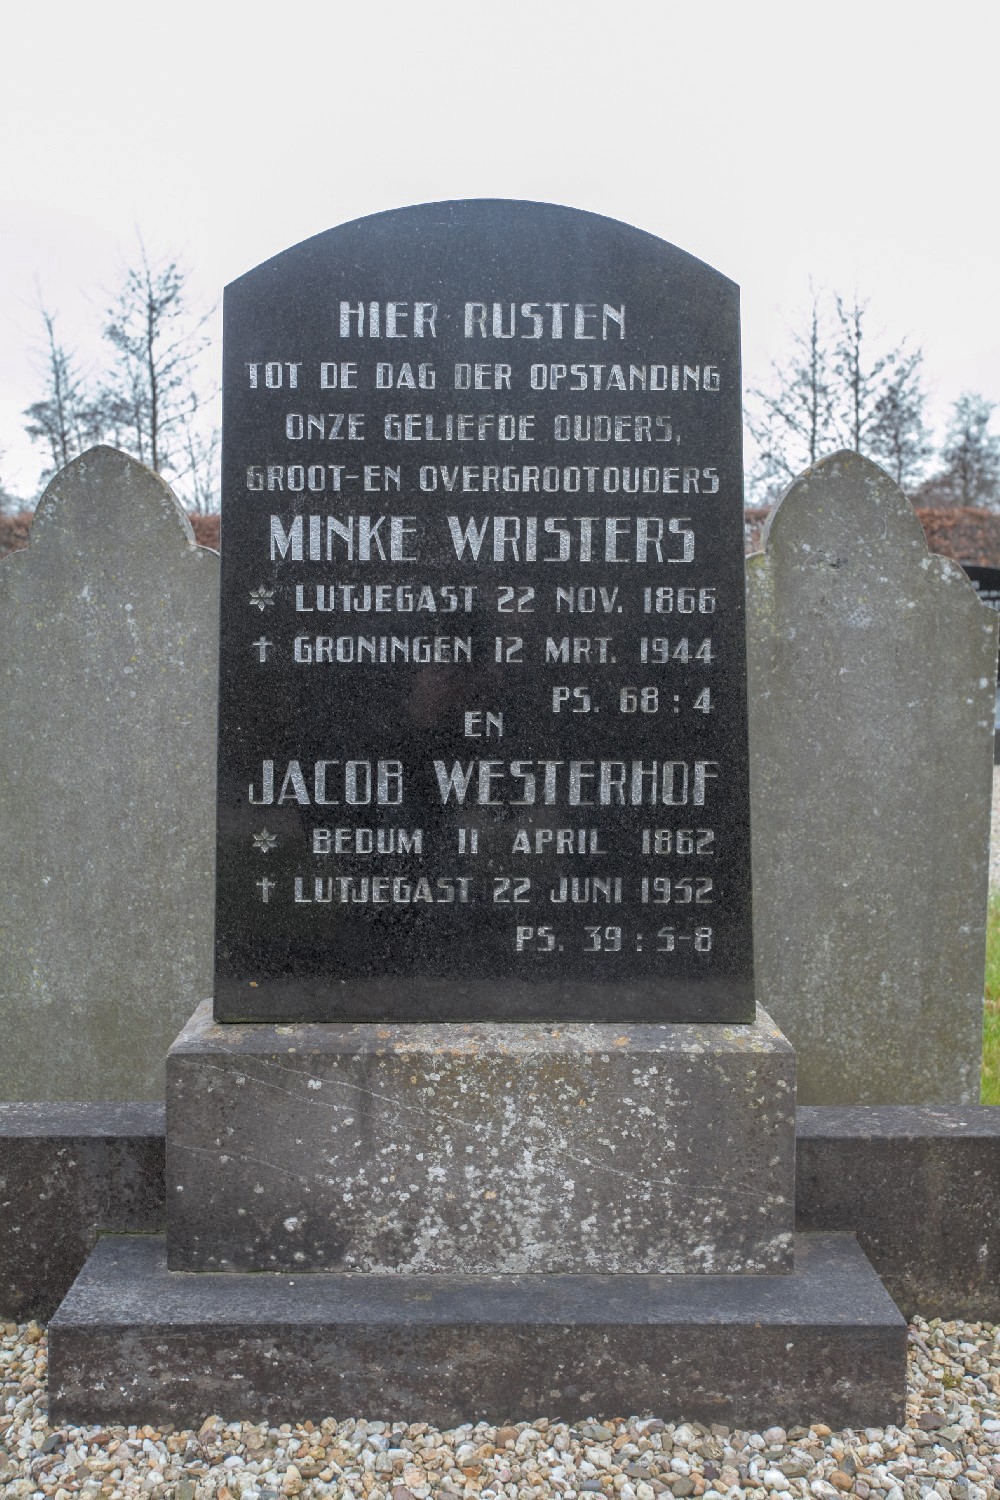 HIER RUSTEN
TOT DE DAG DER OPSTANDING
ONZE GELIEFDE OUDERS,
GROOT-EN OVERGROOTOUDERS
MINKE WRISTERS
* LUTJEGAST 22 NOV. 1866
† GRONINGEN 12 MRT. 1944
PS. 68 : 4
EN
JACOB WESTERHOF
* BEDUM 11 APRIL 1862
† LUTJEGAST 22 JUNI 1952
PS. 39 : 5-8